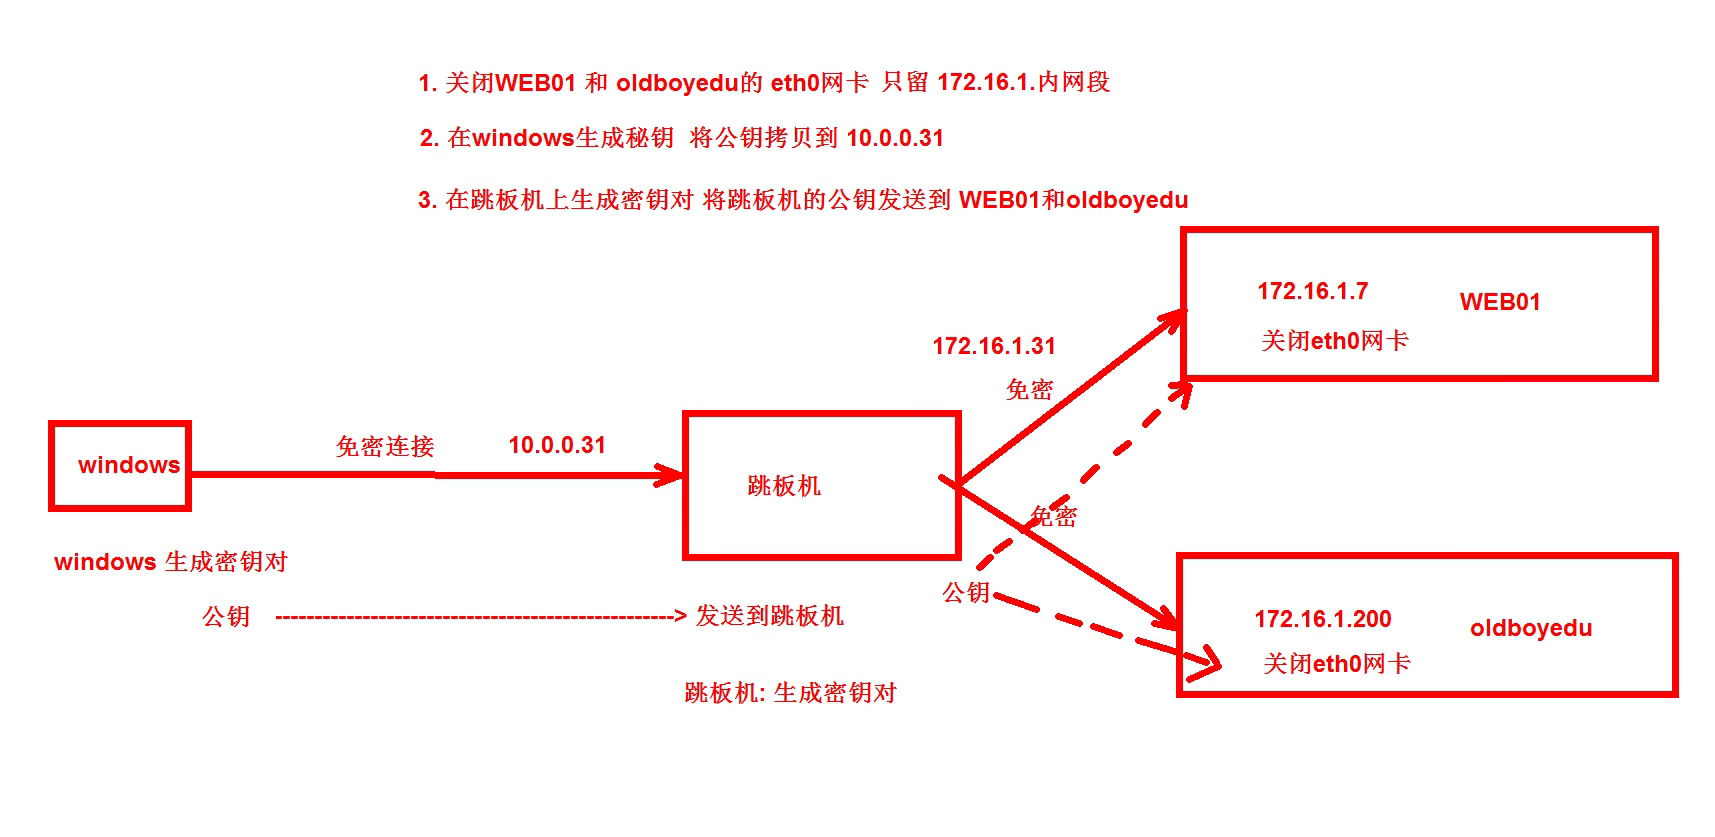 1. 关闭WEB01 和 oldboyedu的 eth0网卡 只留 172.16.1.内网段
2. 在windows生成秘钥 将公钥拷贝到 10.0.0.31
3. 在跳板机上生成密钥对 将跳板机的公钥发送到 WEB01和oldboyedu
172.16.1.7 WEB01
关闭eth0网卡
172.16.1.31
免密
windows
免密连接 10.0.0.31
跳板机
免密
windows 生成密钥对
公钥
公钥 ----------------------------------------------> 发送到跳板机
172.16.1.200 oldboyedu
关闭eth0网卡
跳板机: 生成密钥对